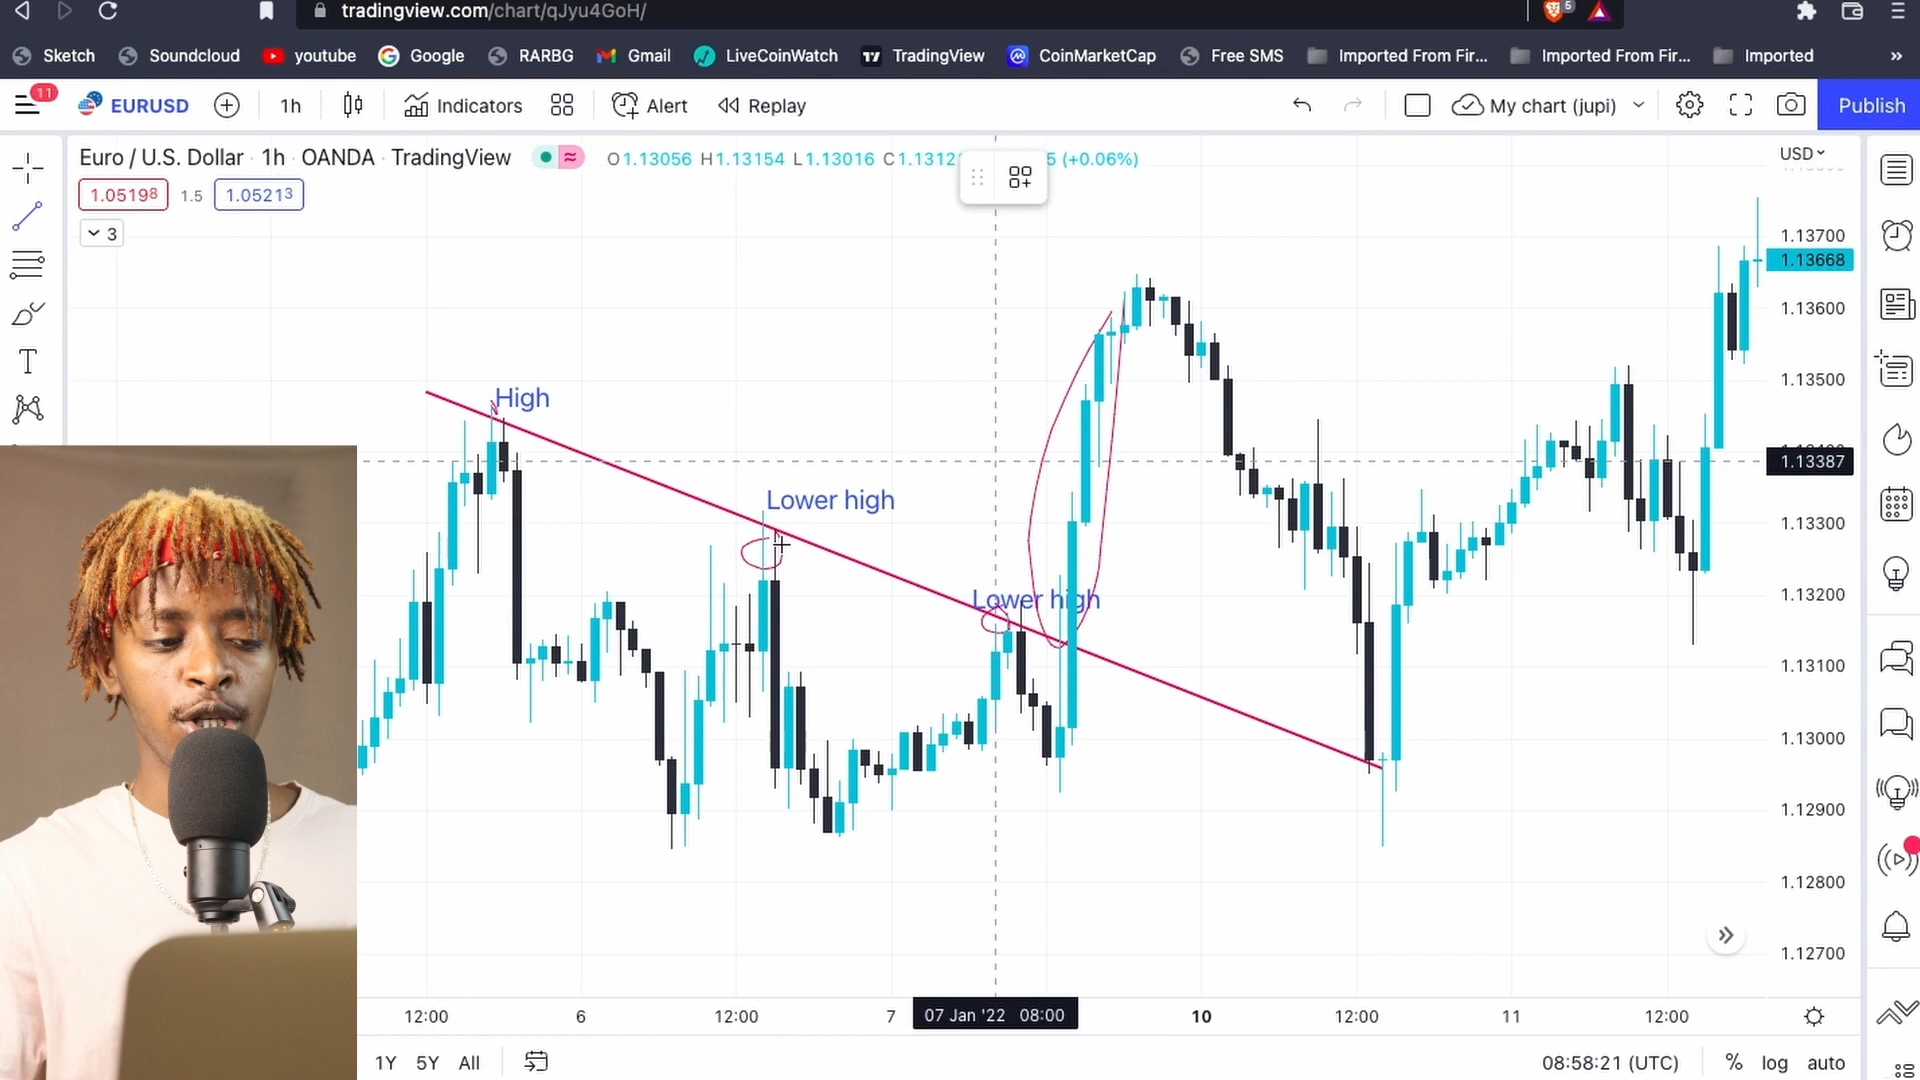 tradingview.com/chart/qJyu4GoH/
5
Sketch Soundcloud youtube Google RARBG Gmail LiveCoinWatch TradingView CoinMarketCap Free SMS Imported From Fir... Imported From Fir... Imported »
11 EURUSD 1h Indicators Alert Replay My chart (jupi) Publish
Euro / U.S. Dollar · 1h · OANDA · TradingView O1.13056 H1.13154 L1.13016 C1.1312 5 (+0.06%) USD
1.05198 1.5 1.05213
3
1.13700
1.13668
1.13600
1.13500
High
1.13387
Lower high
1.13300
Lower high
1.13200
1.13100
1.13000
1.12900
1.12800
1.12700
12:00 6 12:00 7 07 Jan '22 08:00 10 12:00 11 12:00
1Y 5Y All 08:58:21 (UTC) % log auto